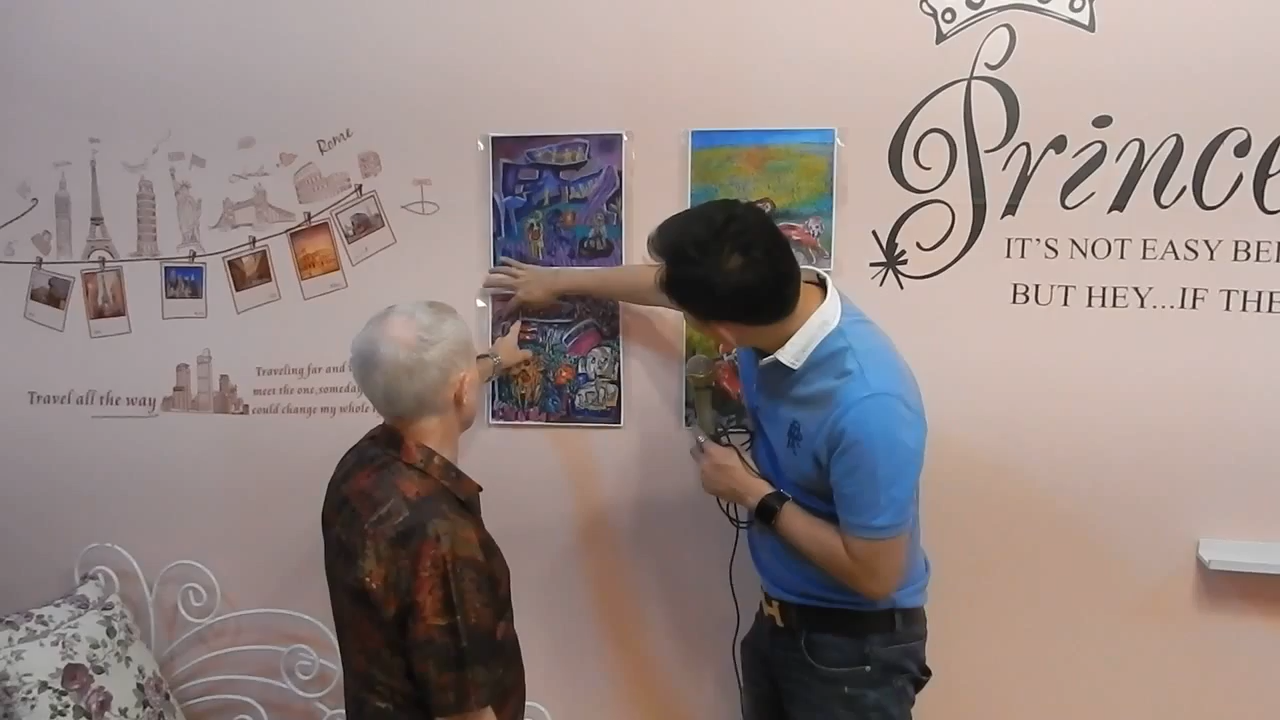 Rome
Travel all the way
Traveling far and
meet the one,someday
could change my whole
Prince
IT'S NOT EASY BEI
BUT HEY...IF THE